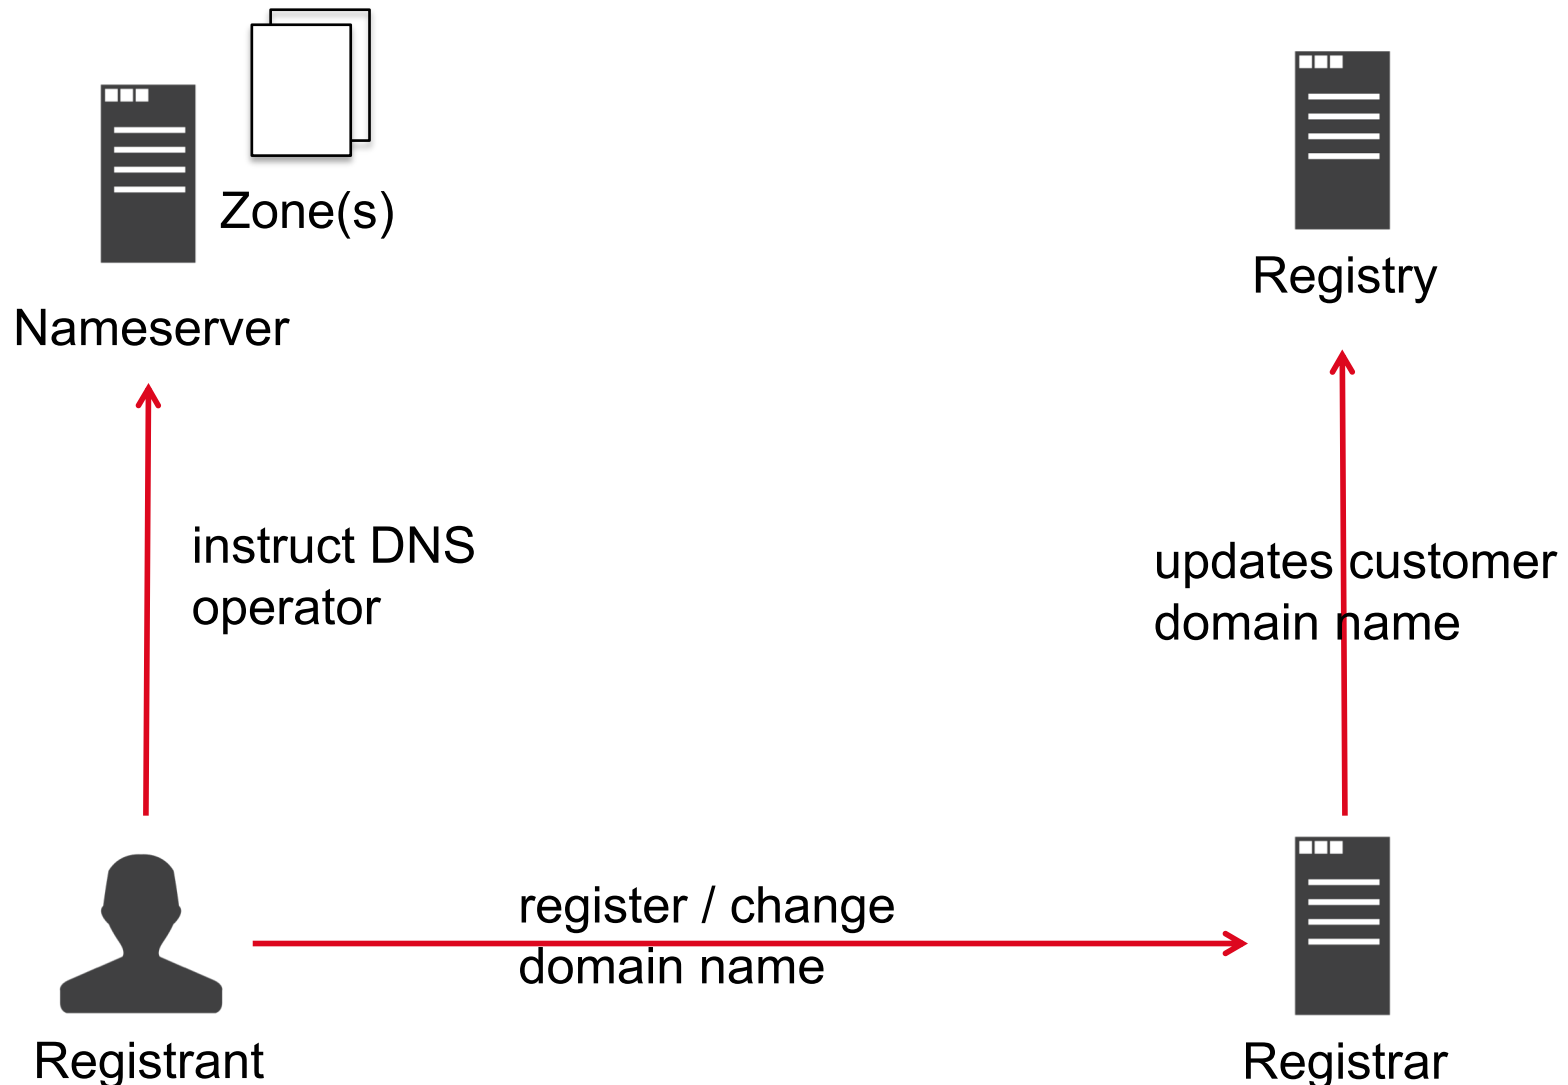 Zone(s)
Nameserver
Registry
instruct DNS
operator
updates customer
domain name
register / change
domain name
Registrant
Registrar